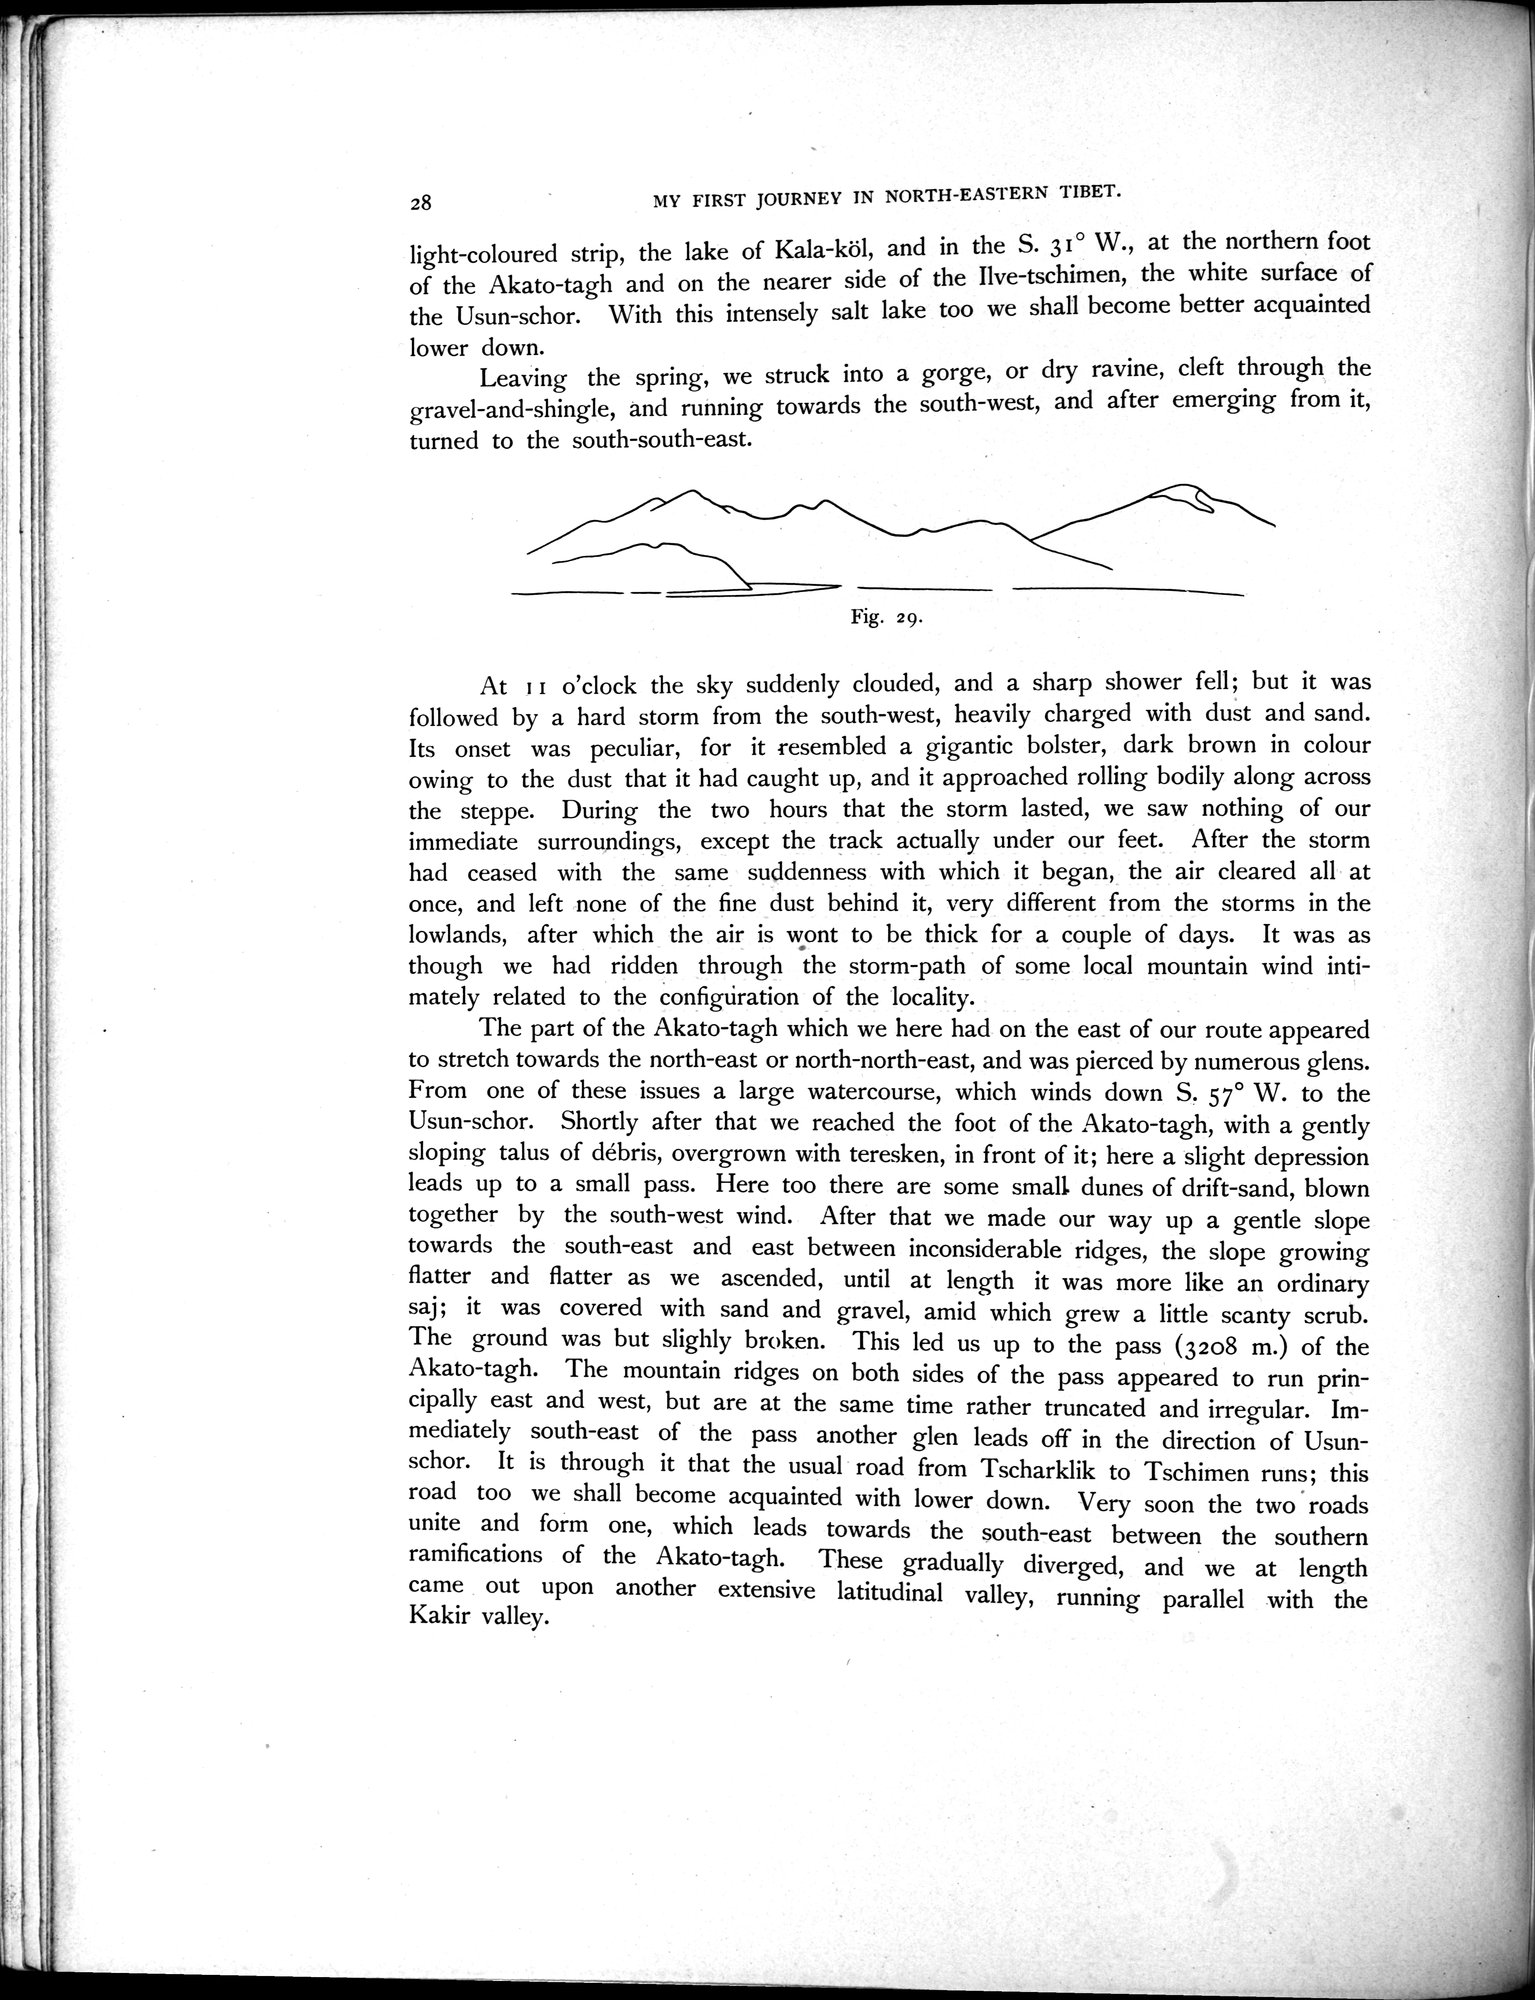 28 MY FIRST JOURNEY IN NORTH-EASTERN TIBET.
light-coloured strip, the lake of Kala-köl, and in the S. 31° W., at the northern foot
of the Akato-tagh and on the nearer side of the Ilve-tschimen, the white surface of
the Usun-schor. With this intensely salt lake too we shall become better acquainted
lower down.
Leaving the spring, we struck into a gorge, or dry ravine, cleft through the
gravel-and-shingle, and running towards the south-west, and after emerging from it,
turned to the south-south-east.
Fig. 29.
At 11 o'clock the sky suddenly clouded, and a sharp shower fell; but it was
followed by a hard storm from the south-west, heavily charged with dust and sand.
Its onset was peculiar, for it resembled a gigantic bolster, dark brown in colour
owing to the dust that it had caught up, and it approached rolling bodily along across
the steppe. During the two hours that the storm lasted, we saw nothing of our
immediate surroundings, except the track actually under our feet. After the storm
had ceased with the same suddenness with which it began, the air cleared all at
once, and left none of the fine dust behind it, very different from the storms in the
lowlands, after which the air is wont to be thick for a couple of days. It was as
though we had ridden through the storm-path of some local mountain wind inti-
mately related to the configuration of the locality.
The part of the Akato-tagh which we here had on the east of our route appeared
to stretch towards the north-east or north-north-east, and was pierced by numerous glens.
From one of these issues a large watercourse, which winds down S. 57° W. to the
Usun-schor. Shortly after that we reached the foot of the Akato-tagh, with a gently
sloping talus of débris, overgrown with teresken, in front of it; here a slight depression
leads up to a small pass. Here too there are some small dunes of drift-sand, blown
together by the south-west wind. After that we made our way up a gentle slope
towards the south-east and east between inconsiderable ridges, the slope growing
flatter and flatter as we ascended, until at length it was more like an ordinary
saj; it was covered with sand and gravel, amid which grew a little scanty scrub.
The ground was but slighly broken. This led us up to the pass (3208 m.) of the
Akato-tagh. The mountain ridges on both sides of the pass appeared to run prin-
cipally east and west, but are at the same time rather truncated and irregular. Im-
mediately south-east of the pass another glen leads off in the direction of Usun-
schor. It is through it that the usual road from Tscharklik to Tschimen runs; this
road too we shall become acquainted with lower down. Very soon the two roads
unite and form one, which leads towards the south-east between the southern
ramifications of the Akato-tagh. These gradually diverged, and we at length
came out upon another extensive latitudinal valley, running parallel with the
Kakir valley.